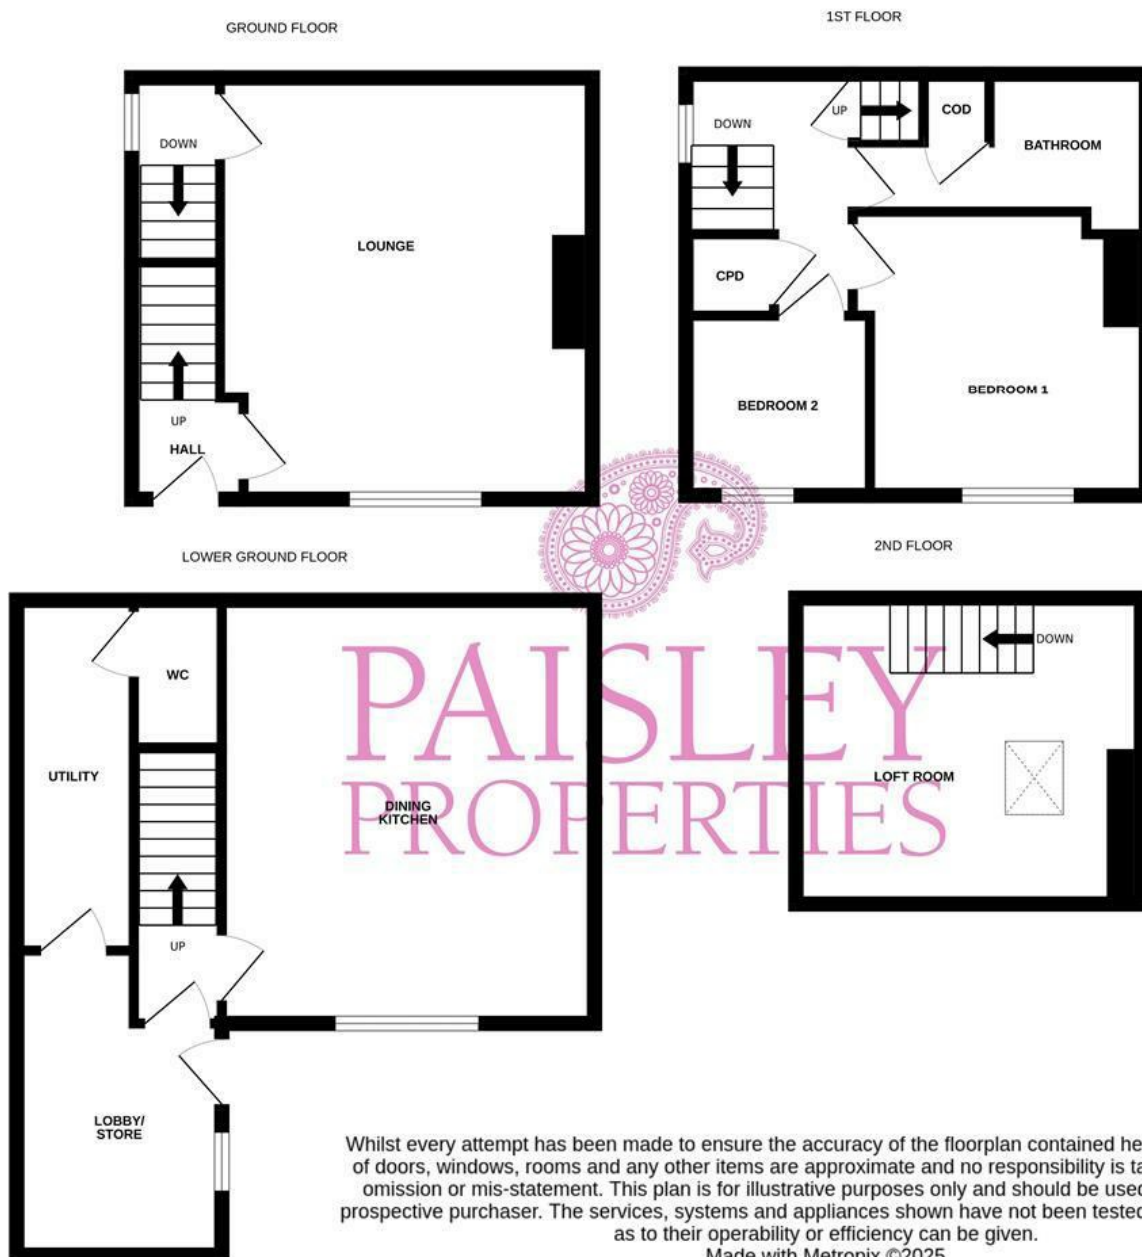 GROUND FLOOR
DOWN
LOUNGE
UP
HALL
1ST FLOOR
DOWN
UP
COD
BATHROOM
CPD
BEDROOM 2
BEDROOM 1
LOWER GROUND FLOOR
WC
UTILITY
DINING
KITCHEN
UP
LOBBY/
STORE
2ND FLOOR
DOWN
LOFT ROOM
PAISLEY
PROPERTIES
Whilst every attempt has been made to ensure the accuracy of the floorplan contained he
of doors, windows, rooms and any other items are approximate and no responsibility is ta
omission or mis-statement. This plan is for illustrative purposes only and should be used
prospective purchaser. The services, systems and appliances shown have not been tested
as to their operability or efficiency can be given.
Made with Metropix ©2025